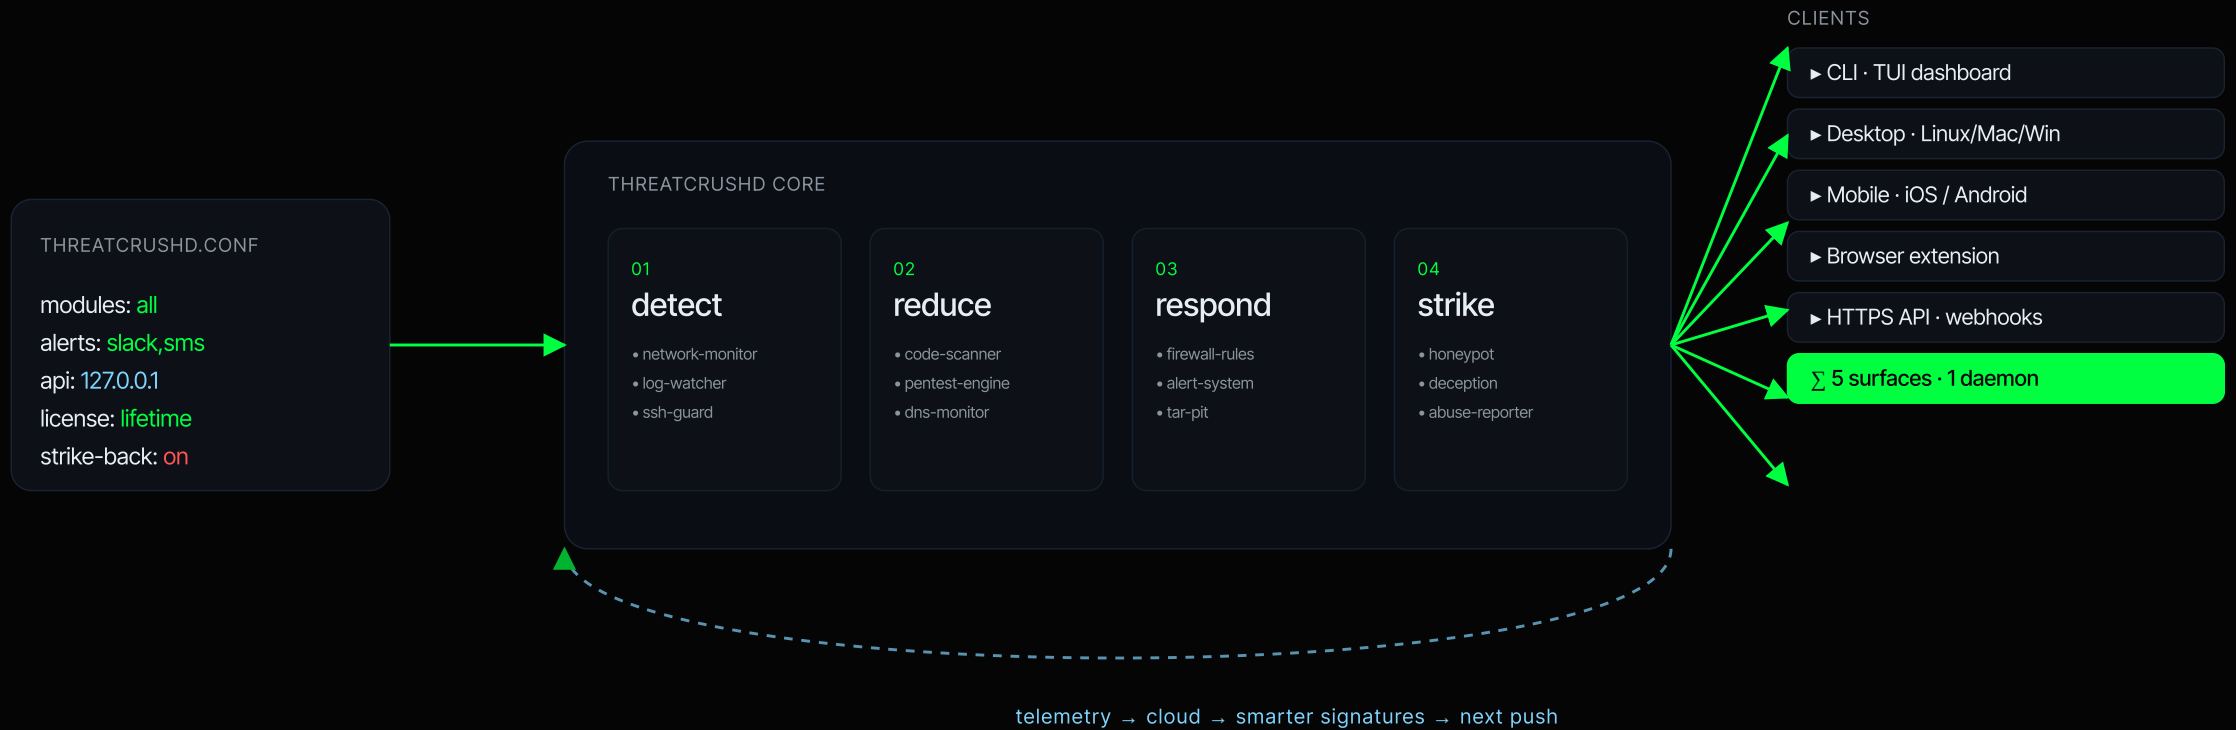 THREATCRUSHD.CONF
modules: all
alerts: slack,sms
api: 127.0.0.1
license: lifetime
strike-back: on
THREATCRUSHD CORE
01
detect
• network-monitor
• log-watcher
• ssh-guard
02
reduce
• code-scanner
• pentest-engine
• dns-monitor
03
respond
• firewall-rules
• alert-system
• tar-pit
04
strike
• honeypot
• deception
• abuse-reporter
CLIENTS
▸ CLI · TUI dashboard
▸ Desktop · Linux/Mac/Win
▸ Mobile · iOS / Android
▸ Browser extension
▸ HTTPS API · webhooks
∑ 5 surfaces · 1 daemon
telemetry → cloud → smarter signatures → next push